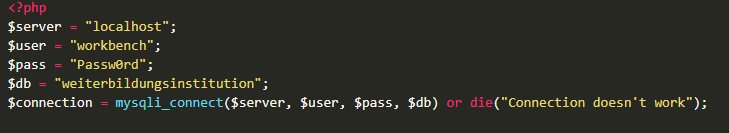 <?php
$server = "localhost";
$user = "workbench";
$pass = "Passw0rd";
$db = "weiterbildungsinstitution";
$connection = mysqli_connect($server, $user, $pass, $db) or die("Connection doesn't work");